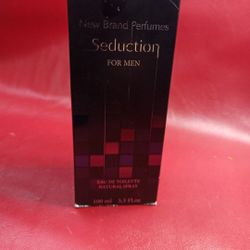 New Brand Perfumes
Seduction
FOR MEN
EAU DE TOILETTE
NATURAL SPRAY
100 ml 3.3 Fl.oz